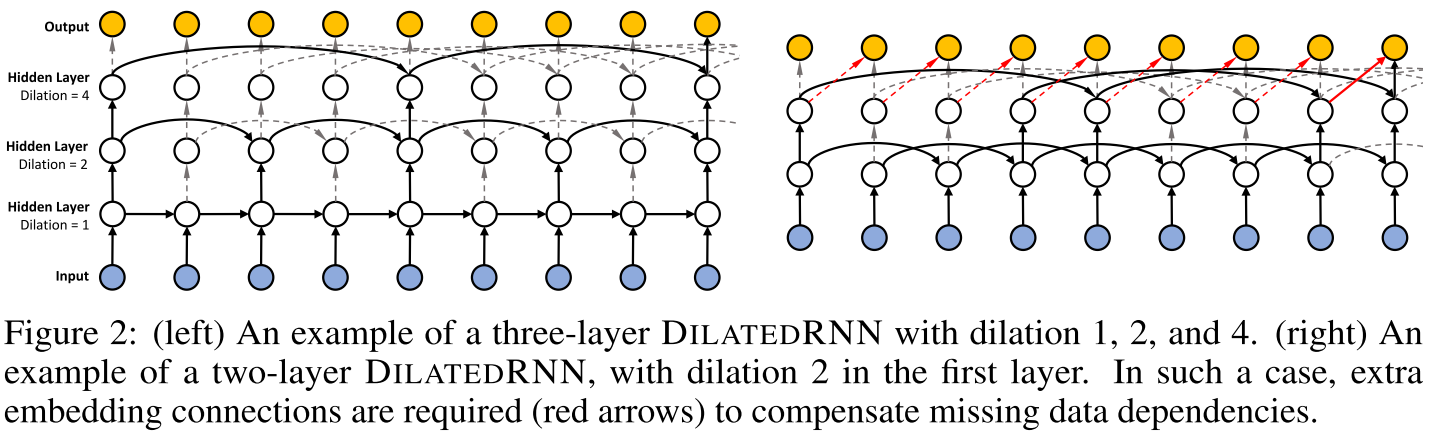 Output
Hidden Layer
Dilation = 4
Hidden Layer
Dilation = 2
Hidden Layer
Dilation = 1
Input
Figure 2: (left) An example of a three-layer DILATEDRNN with dilation 1, 2, and 4. (right) An
example of a two-layer DILATEDRNN, with dilation 2 in the first layer. In such a case, extra
embedding connections are required (red arrows) to compensate missing data dependencies.